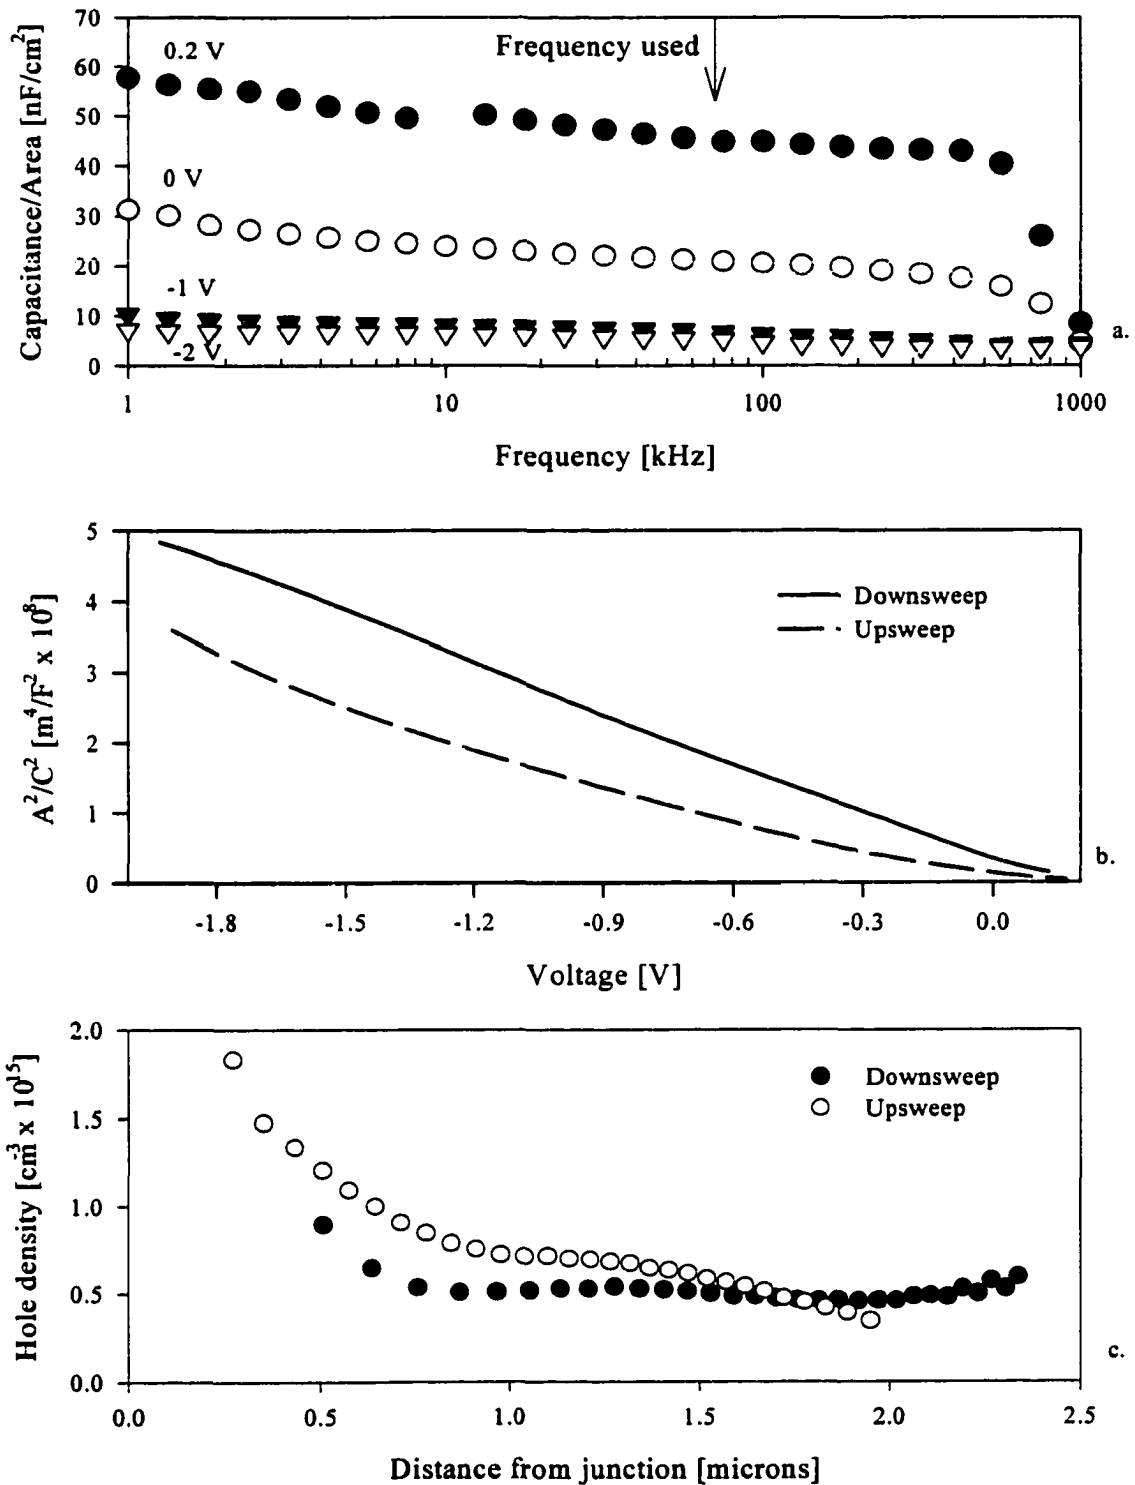 70
60
50
40
30
20
10
0
Capacitance/Area [nF/cm²]
0.2 V
Frequency used
0 V
-1 V
-2 V
a.
1 10 100 1000
Frequency [kHz]
5
4
3
2
1
0
A²/C² [m⁴/F² x 10⁸]
Downsweep
Upsweep
b.
-1.8 -1.5 -1.2 -0.9 -0.6 -0.3 0.0
Voltage [V]
2.0
1.5
1.0
0.5
0.0
Hole density [cm⁻³ x 10¹⁵]
Downsweep
Upsweep
c.
0.0 0.5 1.0 1.5 2.0 2.5
Distance from junction [microns]